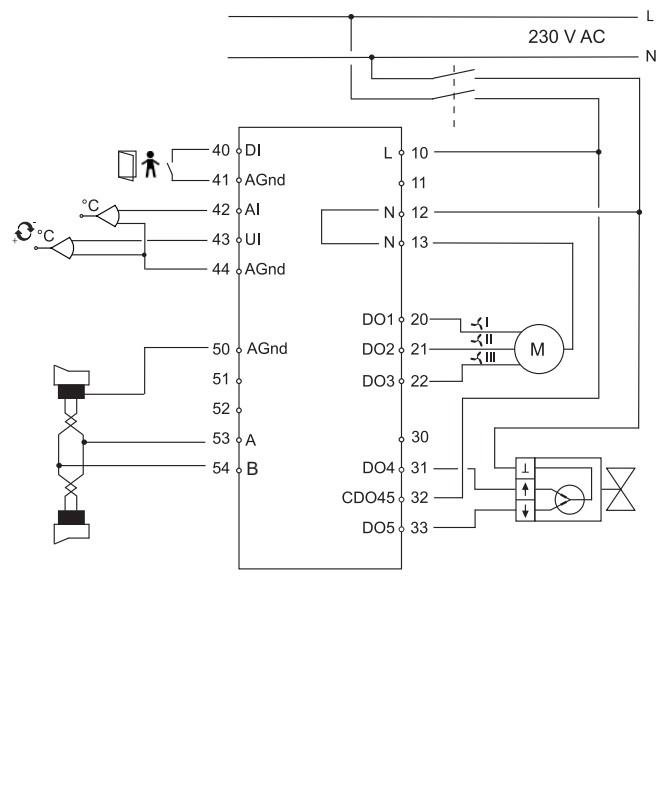 L
230 V AC
N
40 DI
L 10
41 AGnd
11
°C
42 AI
N 12
°C
43 UI
N 13
44 AGnd
DO1 20
I
50 AGnd
DO2 21
II
M
51
DO3 22
III
52
53 A
30
54 B
DO4 31
CDO45 32
DO5 33